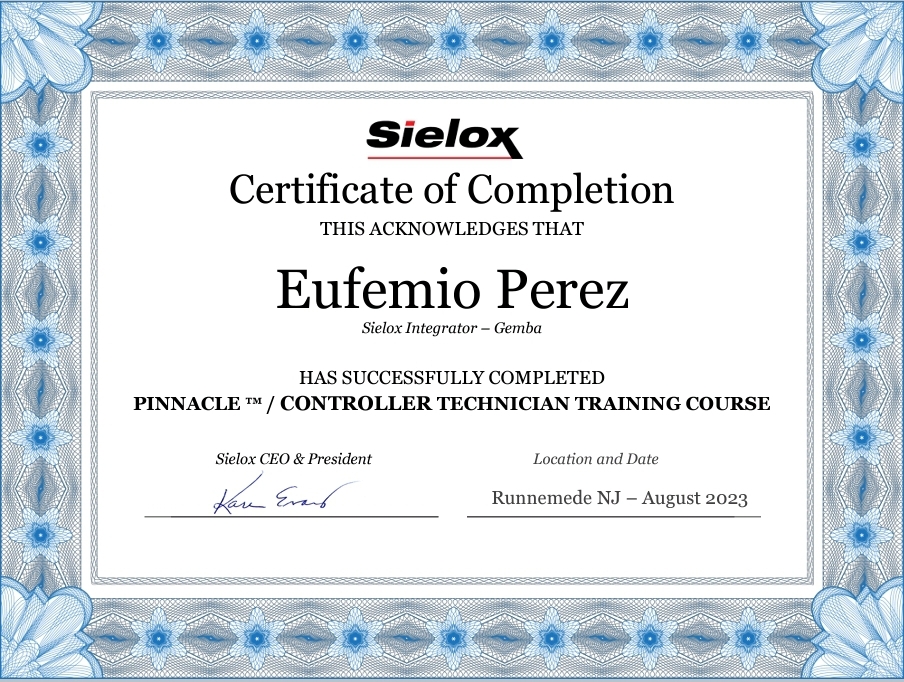 Sielox
Certificate of Completion
THIS ACKNOWLEDGES THAT
Eufemio Perez
Sielox Integrator – Gemba
HAS SUCCESSFULLY COMPLETED
PINNACLE ™ / CONTROLLER TECHNICIAN TRAINING COURSE
Sielox CEO & President
Location and Date
Karen Evans
Runnemede NJ – August 2023